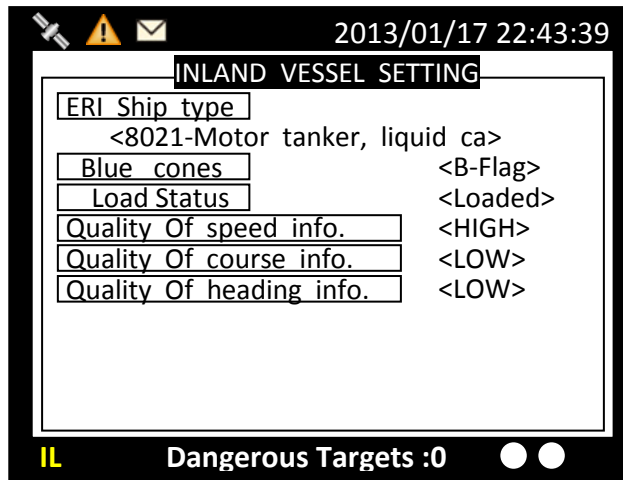 2013/01/17 22:43:39
INLAND VESSEL SETTING
ERI Ship type
<8021-Motor tanker, liquid ca>
Blue cones <B-Flag>
Load Status <Loaded>
Quality Of speed info. <HIGH>
Quality Of course info. <LOW>
Quality Of heading info. <LOW>
IL Dangerous Targets :0